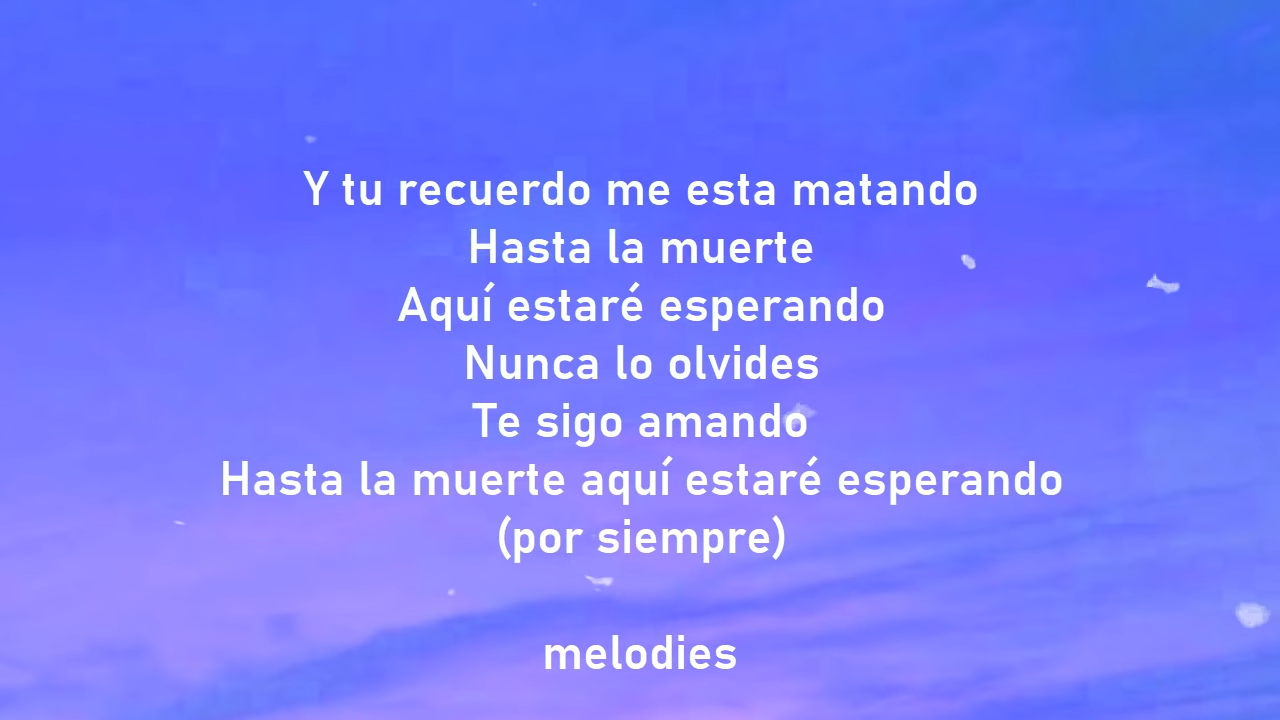 Y tu recuerdo me esta matando
Hasta la muerte
Aquí estaré esperando
Nunca lo olvides
Te sigo amando
Hasta la muerte aquí estaré esperando
(por siempre)
melodies